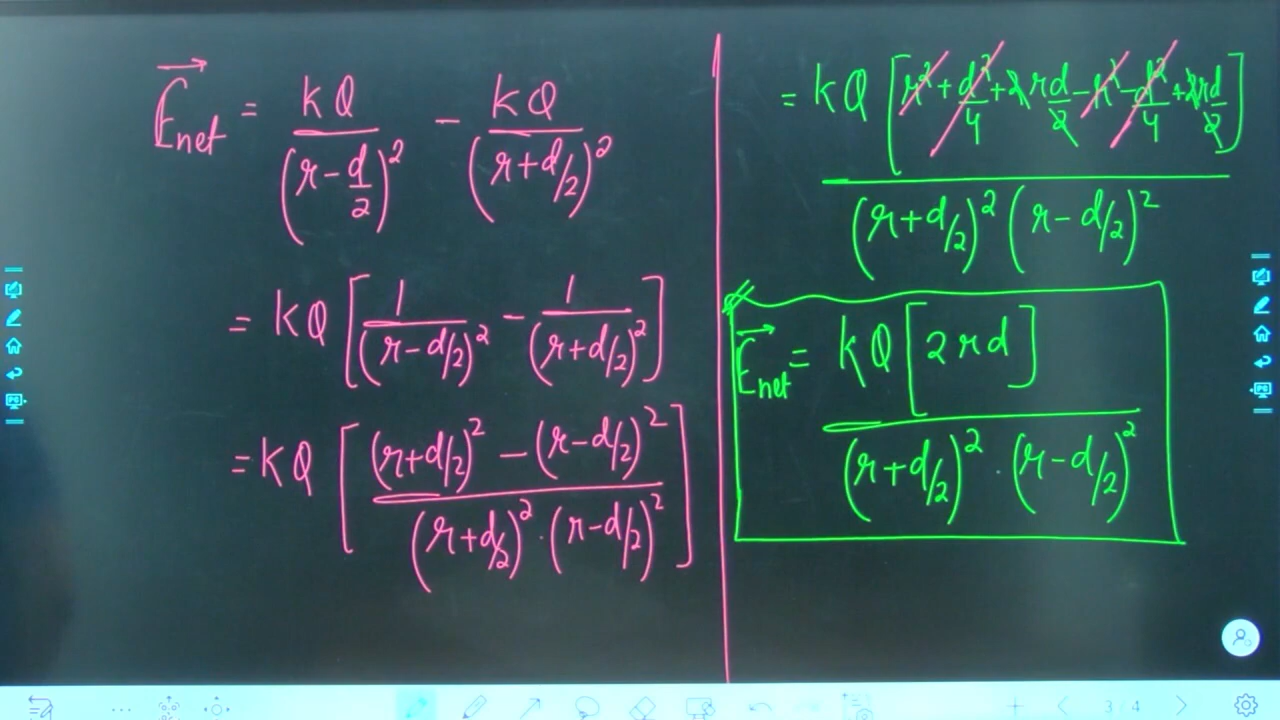 E⃗net = kQ/(r-d/2)² - kQ/(r+d/2)²
= kQ [1/(r-d/2)² - 1/(r+d/2)²]
= kQ [((r+d/2)² - (r-d/2)²)/((r+d/2)² · (r-d/2)²)]
= kQ [r² + d²/4 + 2rd/2 - r² - d²/4 + 2rd/2] / (r+d/2)² (r-d/2)²
E⃗net = kQ [2rd] / (r+d/2)² · (r-d/2)²
3/4